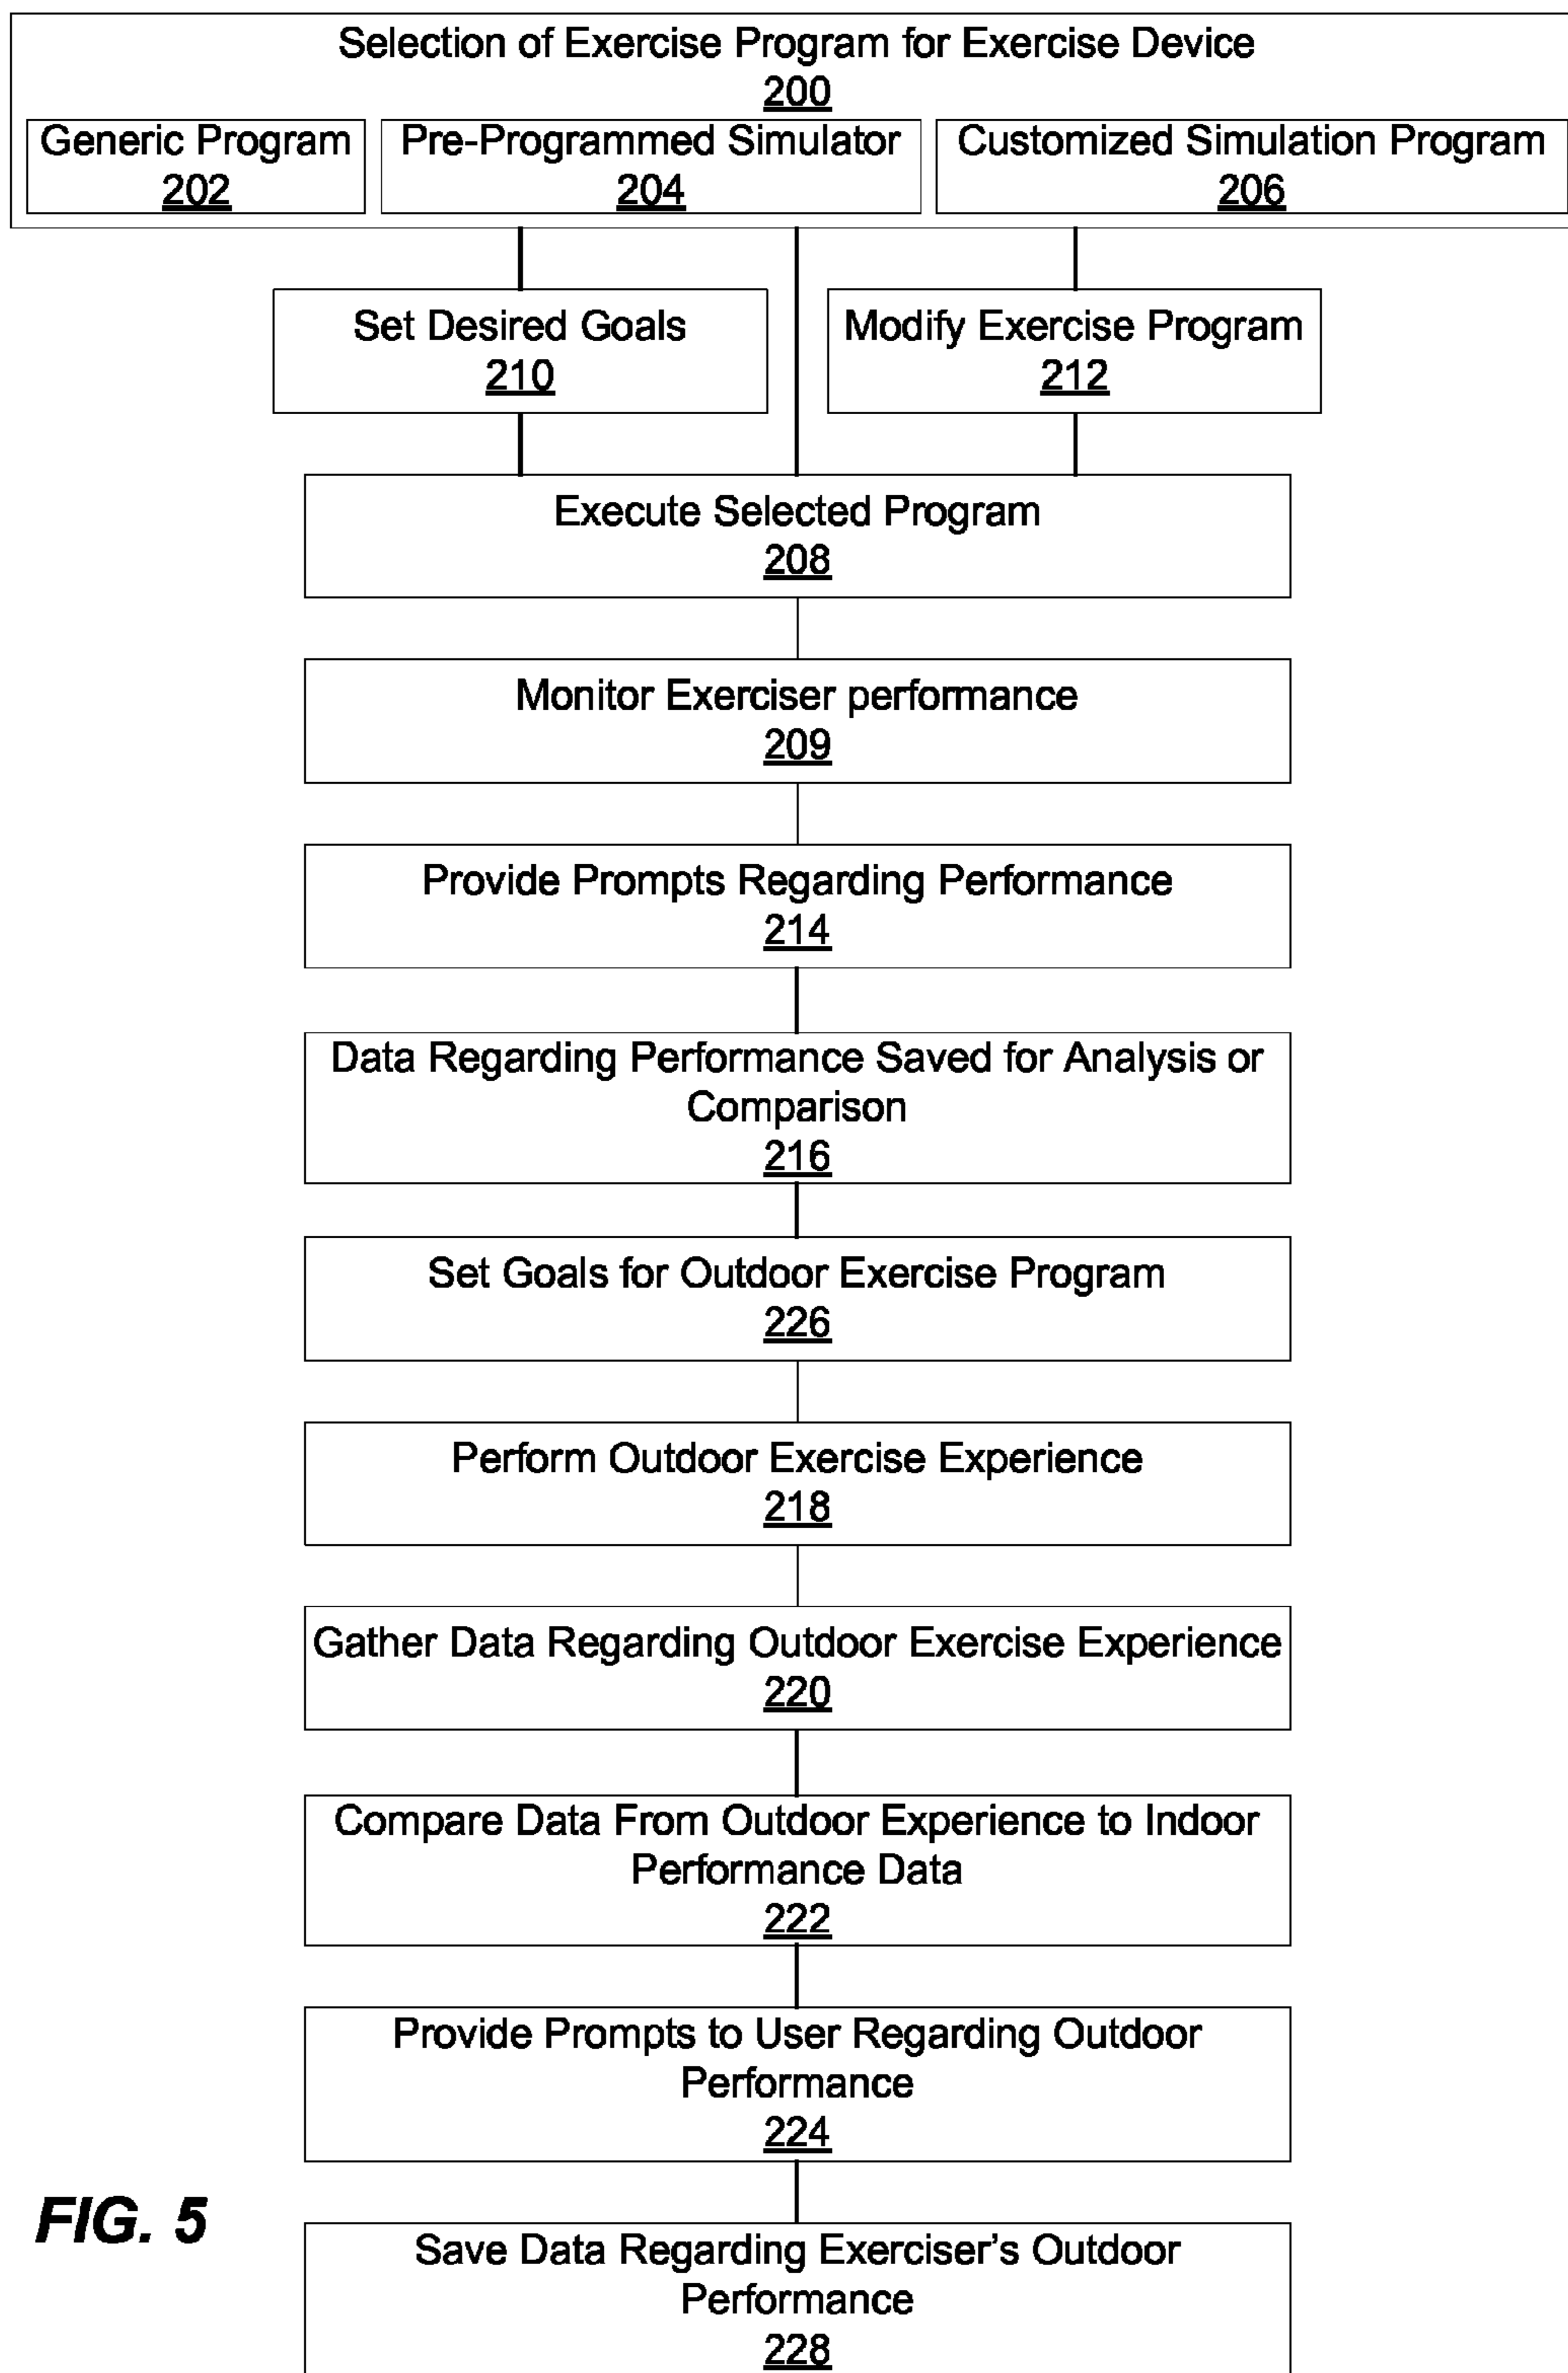 Selection of Exercise Program for Exercise Device
200
Generic Program
202
Pre-Programmed Simulator
204
Customized Simulation Program
206
Set Desired Goals
210
Modify Exercise Program
212
Execute Selected Program
208
Monitor Exerciser performance
209
Provide Prompts Regarding Performance
214
Data Regarding Performance Saved for Analysis or
Comparison
216
Set Goals for Outdoor Exercise Program
226
Perform Outdoor Exercise Experience
218
Gather Data Regarding Outdoor Exercise Experience
220
Compare Data From Outdoor Experience to Indoor
Performance Data
222
Provide Prompts to User Regarding Outdoor
Performance
224
FIG. 5
Save Data Regarding Exerciser's Outdoor
Performance
228